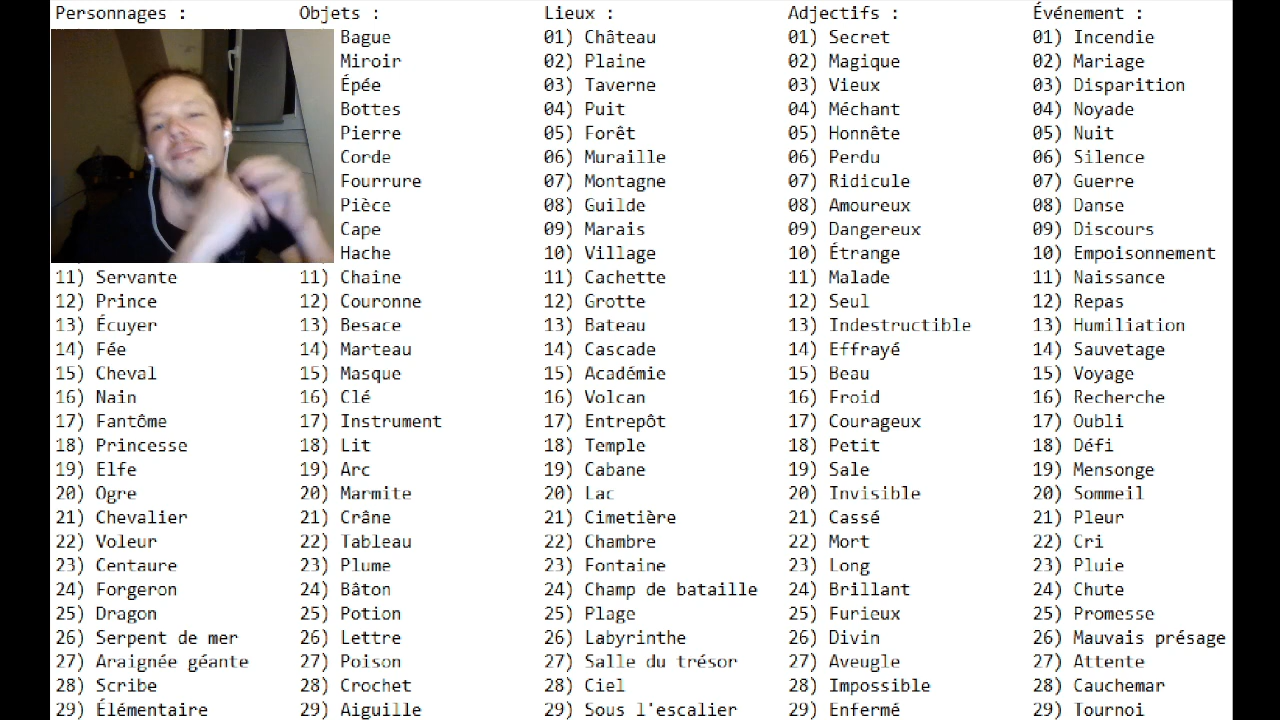 Personnages : Objets : Lieux : Adjectifs : Événement :
Bague 01) Château 01) Secret 01) Incendie
Miroir 02) Plaine 02) Magique 02) Mariage
Épée 03) Taverne 03) Vieux 03) Disparition
Bottes 04) Puit 04) Méchant 04) Noyade
Pierre 05) Forêt 05) Honnête 05) Nuit
Corde 06) Muraille 06) Perdu 06) Silence
Fourrure 07) Montagne 07) Ridicule 07) Guerre
Pièce 08) Guilde 08) Amoureux 08) Danse
Cape 09) Marais 09) Dangereux 09) Discours
Hache 10) Village 10) Étrange 10) Empoisonnement
11) Servante 11) Chaine 11) Cachette 11) Malade 11) Naissance
12) Prince 12) Couronne 12) Grotte 12) Seul 12) Repas
13) Écuyer 13) Besace 13) Bateau 13) Indestructible 13) Humiliation
14) Fée 14) Marteau 14) Cascade 14) Effrayé 14) Sauvetage
15) Cheval 15) Masque 15) Académie 15) Beau 15) Voyage
16) Nain 16) Clé 16) Volcan 16) Froid 16) Recherche
17) Fantôme 17) Instrument 17) Entrepôt 17) Courageux 17) Oubli
18) Princesse 18) Lit 18) Temple 18) Petit 18) Défi
19) Elfe 19) Arc 19) Cabane 19) Sale 19) Mensonge
20) Ogre 20) Marmite 20) Lac 20) Invisible 20) Sommeil
21) Chevalier 21) Crâne 21) Cimetière 21) Cassé 21) Pleur
22) Voleur 22) Tableau 22) Chambre 22) Mort 22) Cri
23) Centaure 23) Plume 23) Fontaine 23) Long 23) Pluie
24) Forgeron 24) Bâton 24) Champ de bataille 24) Brillant 24) Chute
25) Dragon 25) Potion 25) Plage 25) Furieux 25) Promesse
26) Serpent de mer 26) Lettre 26) Labyrinthe 26) Divin 26) Mauvais présage
27) Araignée géante 27) Poison 27) Salle du trésor 27) Aveugle 27) Attente
28) Scribe 28) Crochet 28) Ciel 28) Impossible 28) Cauchemar
29) Élémentaire 29) Aiguille 29) Sous l'escalier 29) Enfermé 29) Tournoi